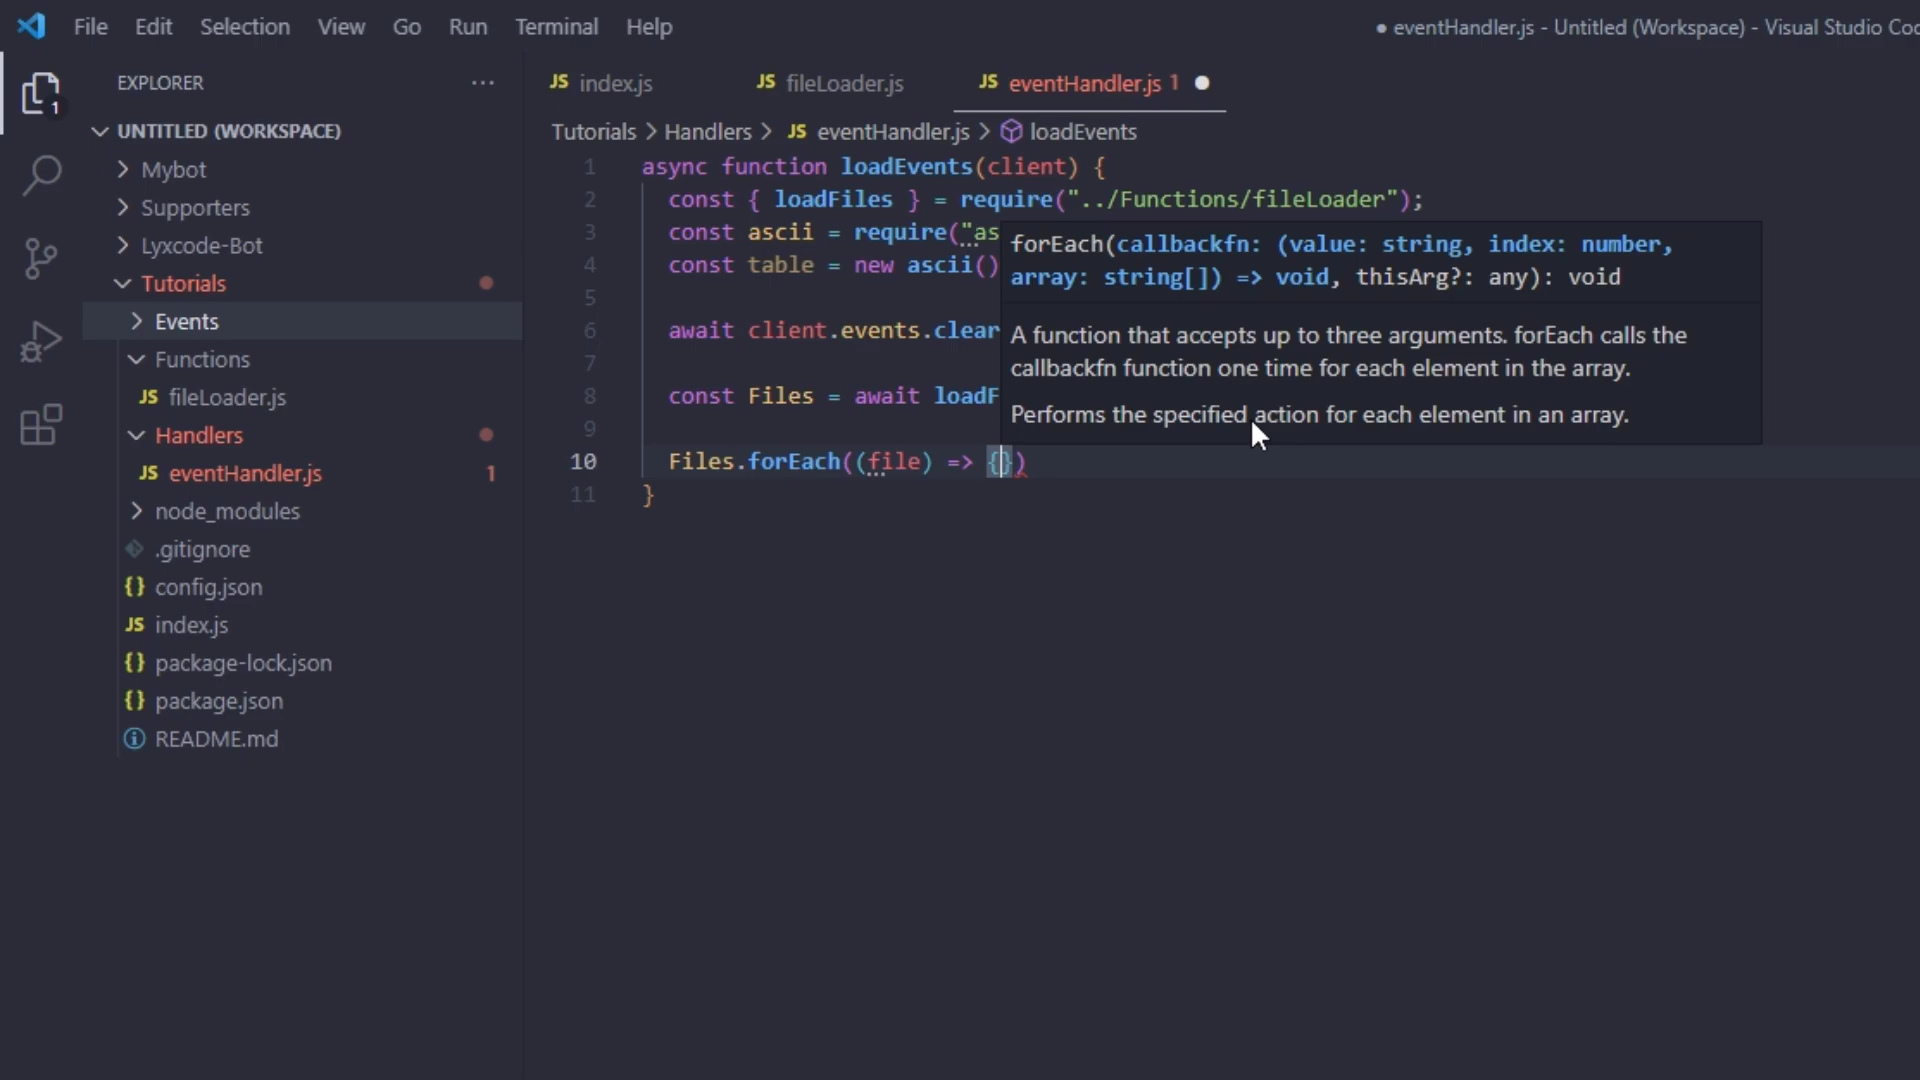 File Edit Selection View Go Run Terminal Help
● eventHandler.js - Untitled (Workspace) - Visual Studio Coc
EXPLORER ...
1
UNTITLED (WORKSPACE)
Mybot
Supporters
Lyxcode-Bot
Tutorials
Events
Functions
JS fileLoader.js
Handlers
JS eventHandler.js 1
node_modules
.gitignore
{} config.json
JS index.js
{} package-lock.json
{} package.json
README.md
JS index.js JS fileLoader.js JS eventHandler.js 1
Tutorials > Handlers > JS eventHandler.js > loadEvents
1 async function loadEvents(client) {
2 const { loadFiles } = require("../Functions/fileLoader");
3 const ascii = require("as
4 const table = new ascii()
5
6 await client.events.clear
7
8 const Files = await loadF
9
10 Files.forEach((file) => {})
11 }
forEach(callbackfn: (value: string, index: number,
array: string[]) => void, thisArg?: any): void
A function that accepts up to three arguments. forEach calls the
callbackfn function one time for each element in the array.
Performs the specified action for each element in an array.